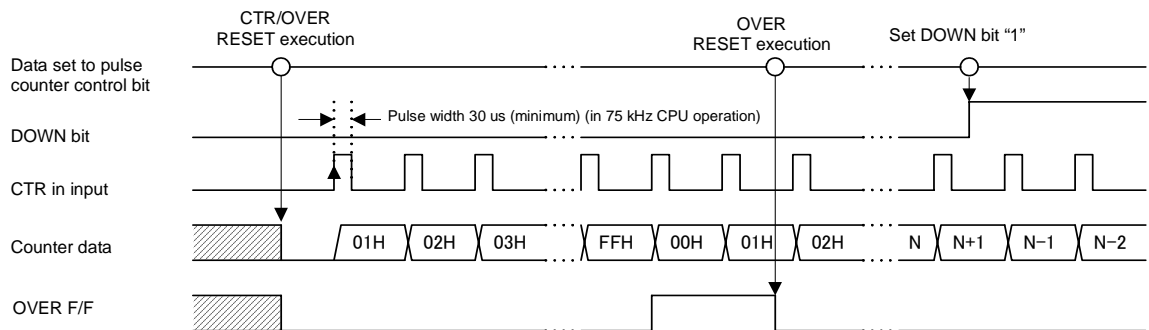 CTR/OVER
RESET execution
OVER
RESET execution
Set DOWN bit “1”
Data set to pulse
counter control bit
Pulse width 30 us (minimum) (in 75 kHz CPU operation)
DOWN bit
CTR in input
Counter data
01H
02H
03H
FFH
00H
01H
02H
N
N+1
N−1
N−2
OVER F/F